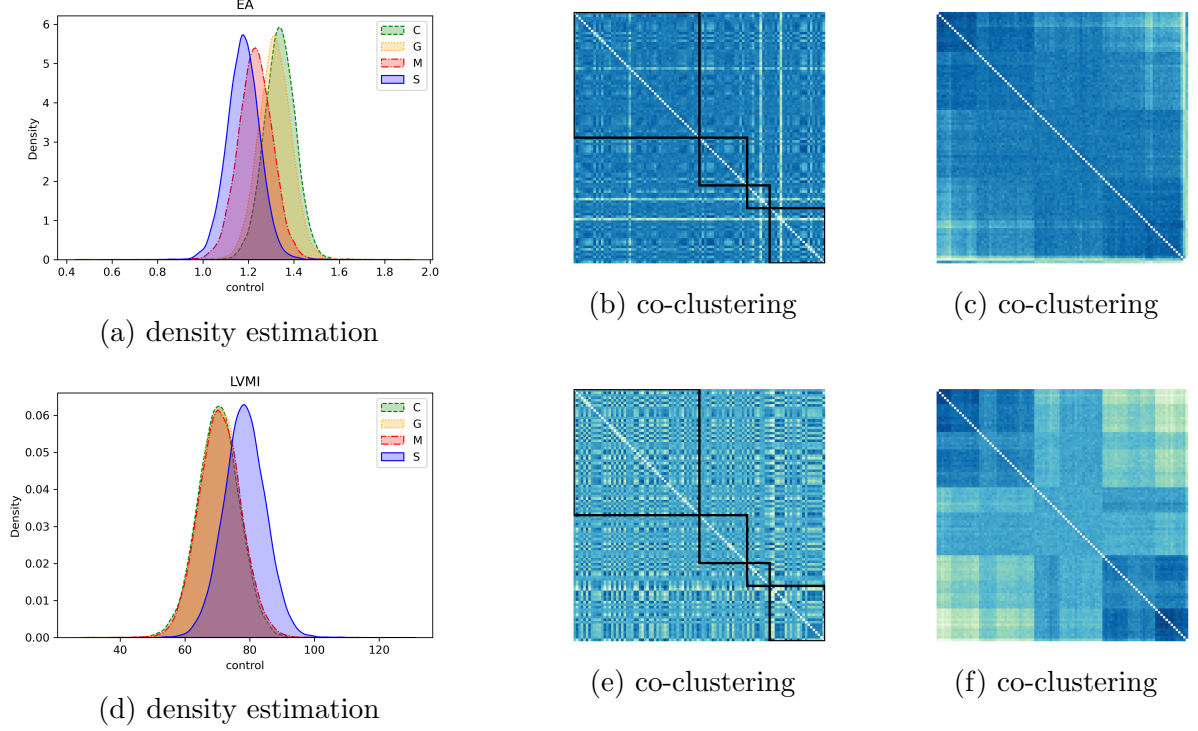 EA
6
5
4
3
2
1
0
Density
C
G
M
S
0.4 0.6 0.8 1.0 1.2 1.4 1.6 1.8 2.0
control
(a) density estimation
(b) co-clustering
(c) co-clustering
LVMI
0.06
0.05
0.04
0.03
0.02
0.01
0.00
Density
C
G
M
S
40 60 80 100 120
control
(d) density estimation
(e) co-clustering
(f) co-clustering